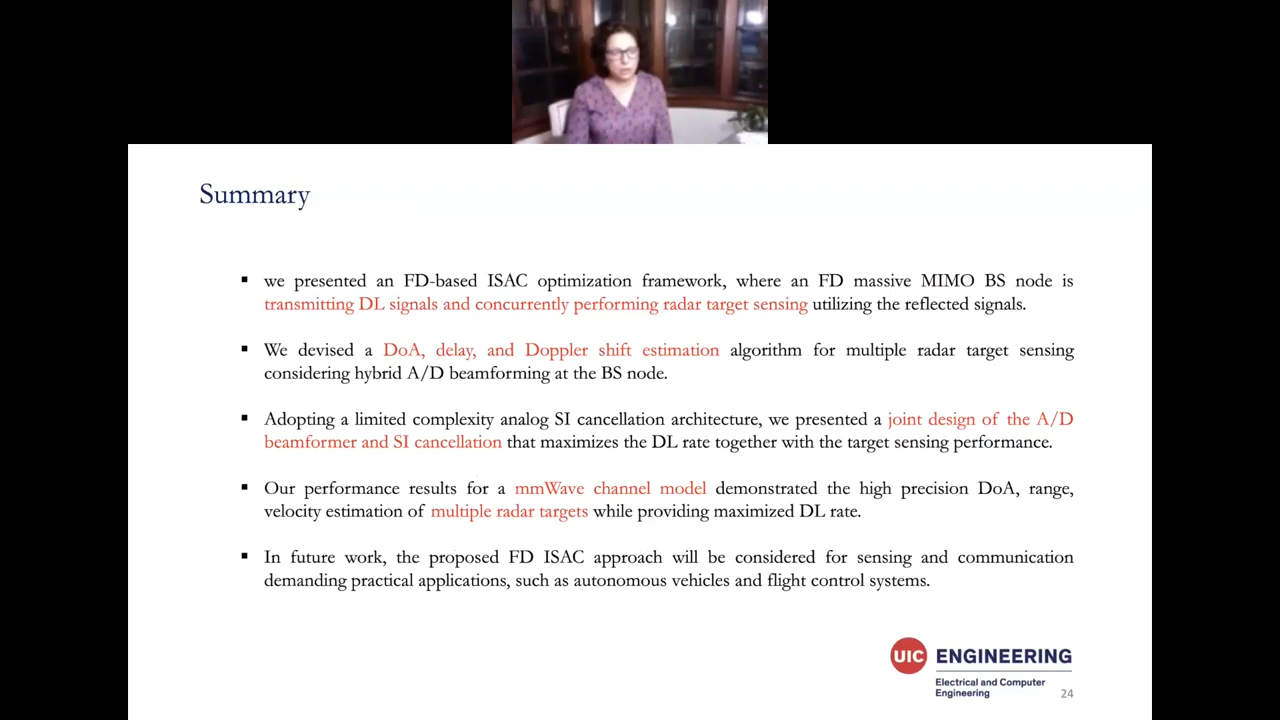 Summary
▪ we presented an FD-based ISAC optimization framework, where an FD massive MIMO BS node is
transmitting DL signals and concurrently performing radar target sensing utilizing the reflected signals.
▪ We devised a DoA, delay, and Doppler shift estimation algorithm for multiple radar target sensing
considering hybrid A/D beamforming at the BS node.
▪ Adopting a limited complexity analog SI cancellation architecture, we presented a joint design of the A/D
beamformer and SI cancellation that maximizes the DL rate together with the target sensing performance.
▪ Our performance results for a mmWave channel model demonstrated the high precision DoA, range,
velocity estimation of multiple radar targets while providing maximized DL rate.
▪ In future work, the proposed FD ISAC approach will be considered for sensing and communication
demanding practical applications, such as autonomous vehicles and flight control systems.
UIC ENGINEERING
Electrical and Computer
Engineering
24